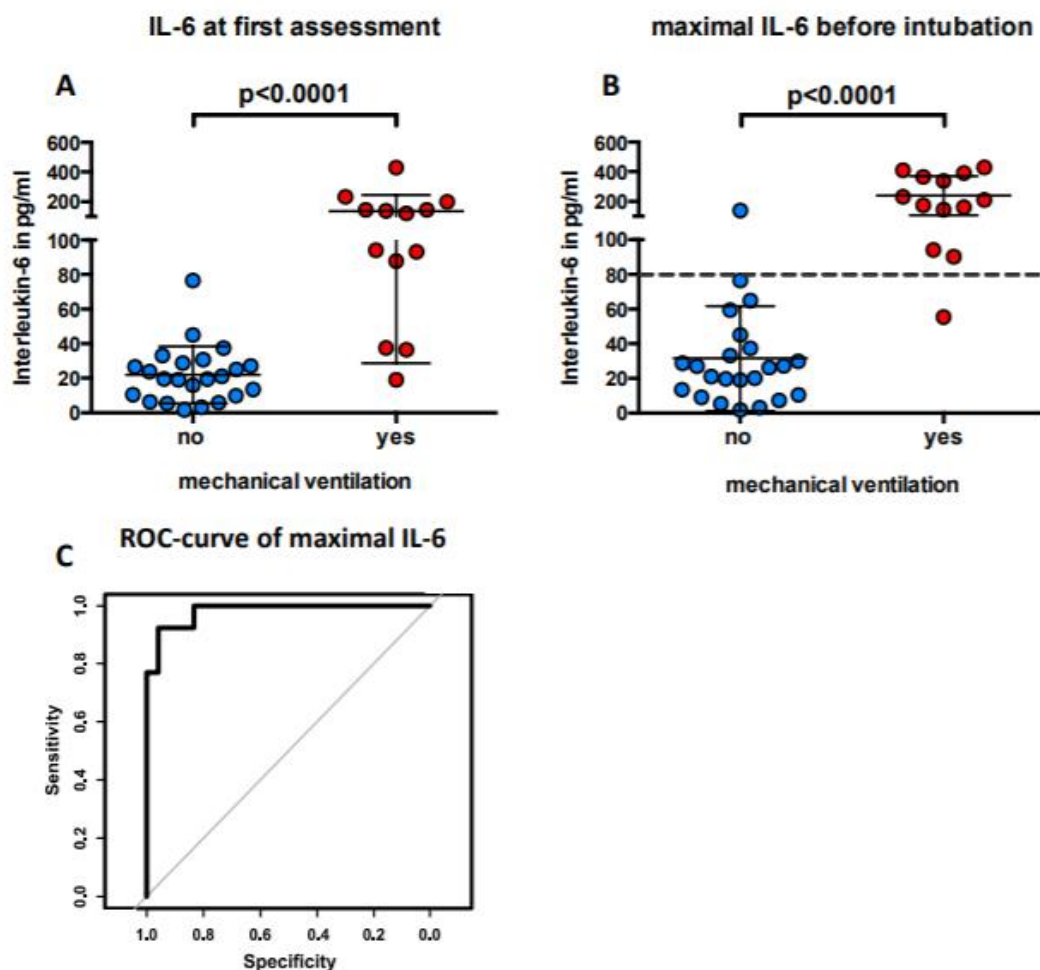 IL-6 at first assessment
maximal IL-6 before intubation
A
p<0.0001
Interleukin-6 in pg/ml
600
400
200
100
80
60
40
20
0
no
yes
mechanical ventilation
B
p<0.0001
Interleukin-6 in pg/ml
600
400
200
100
80
60
40
20
0
no
yes
mechanical ventilation
C
ROC-curve of maximal IL-6
Sensitivity
1.0
0.8
0.6
0.4
0.2
0.0
1.0 0.8 0.6 0.4 0.2 0.0
Specificity